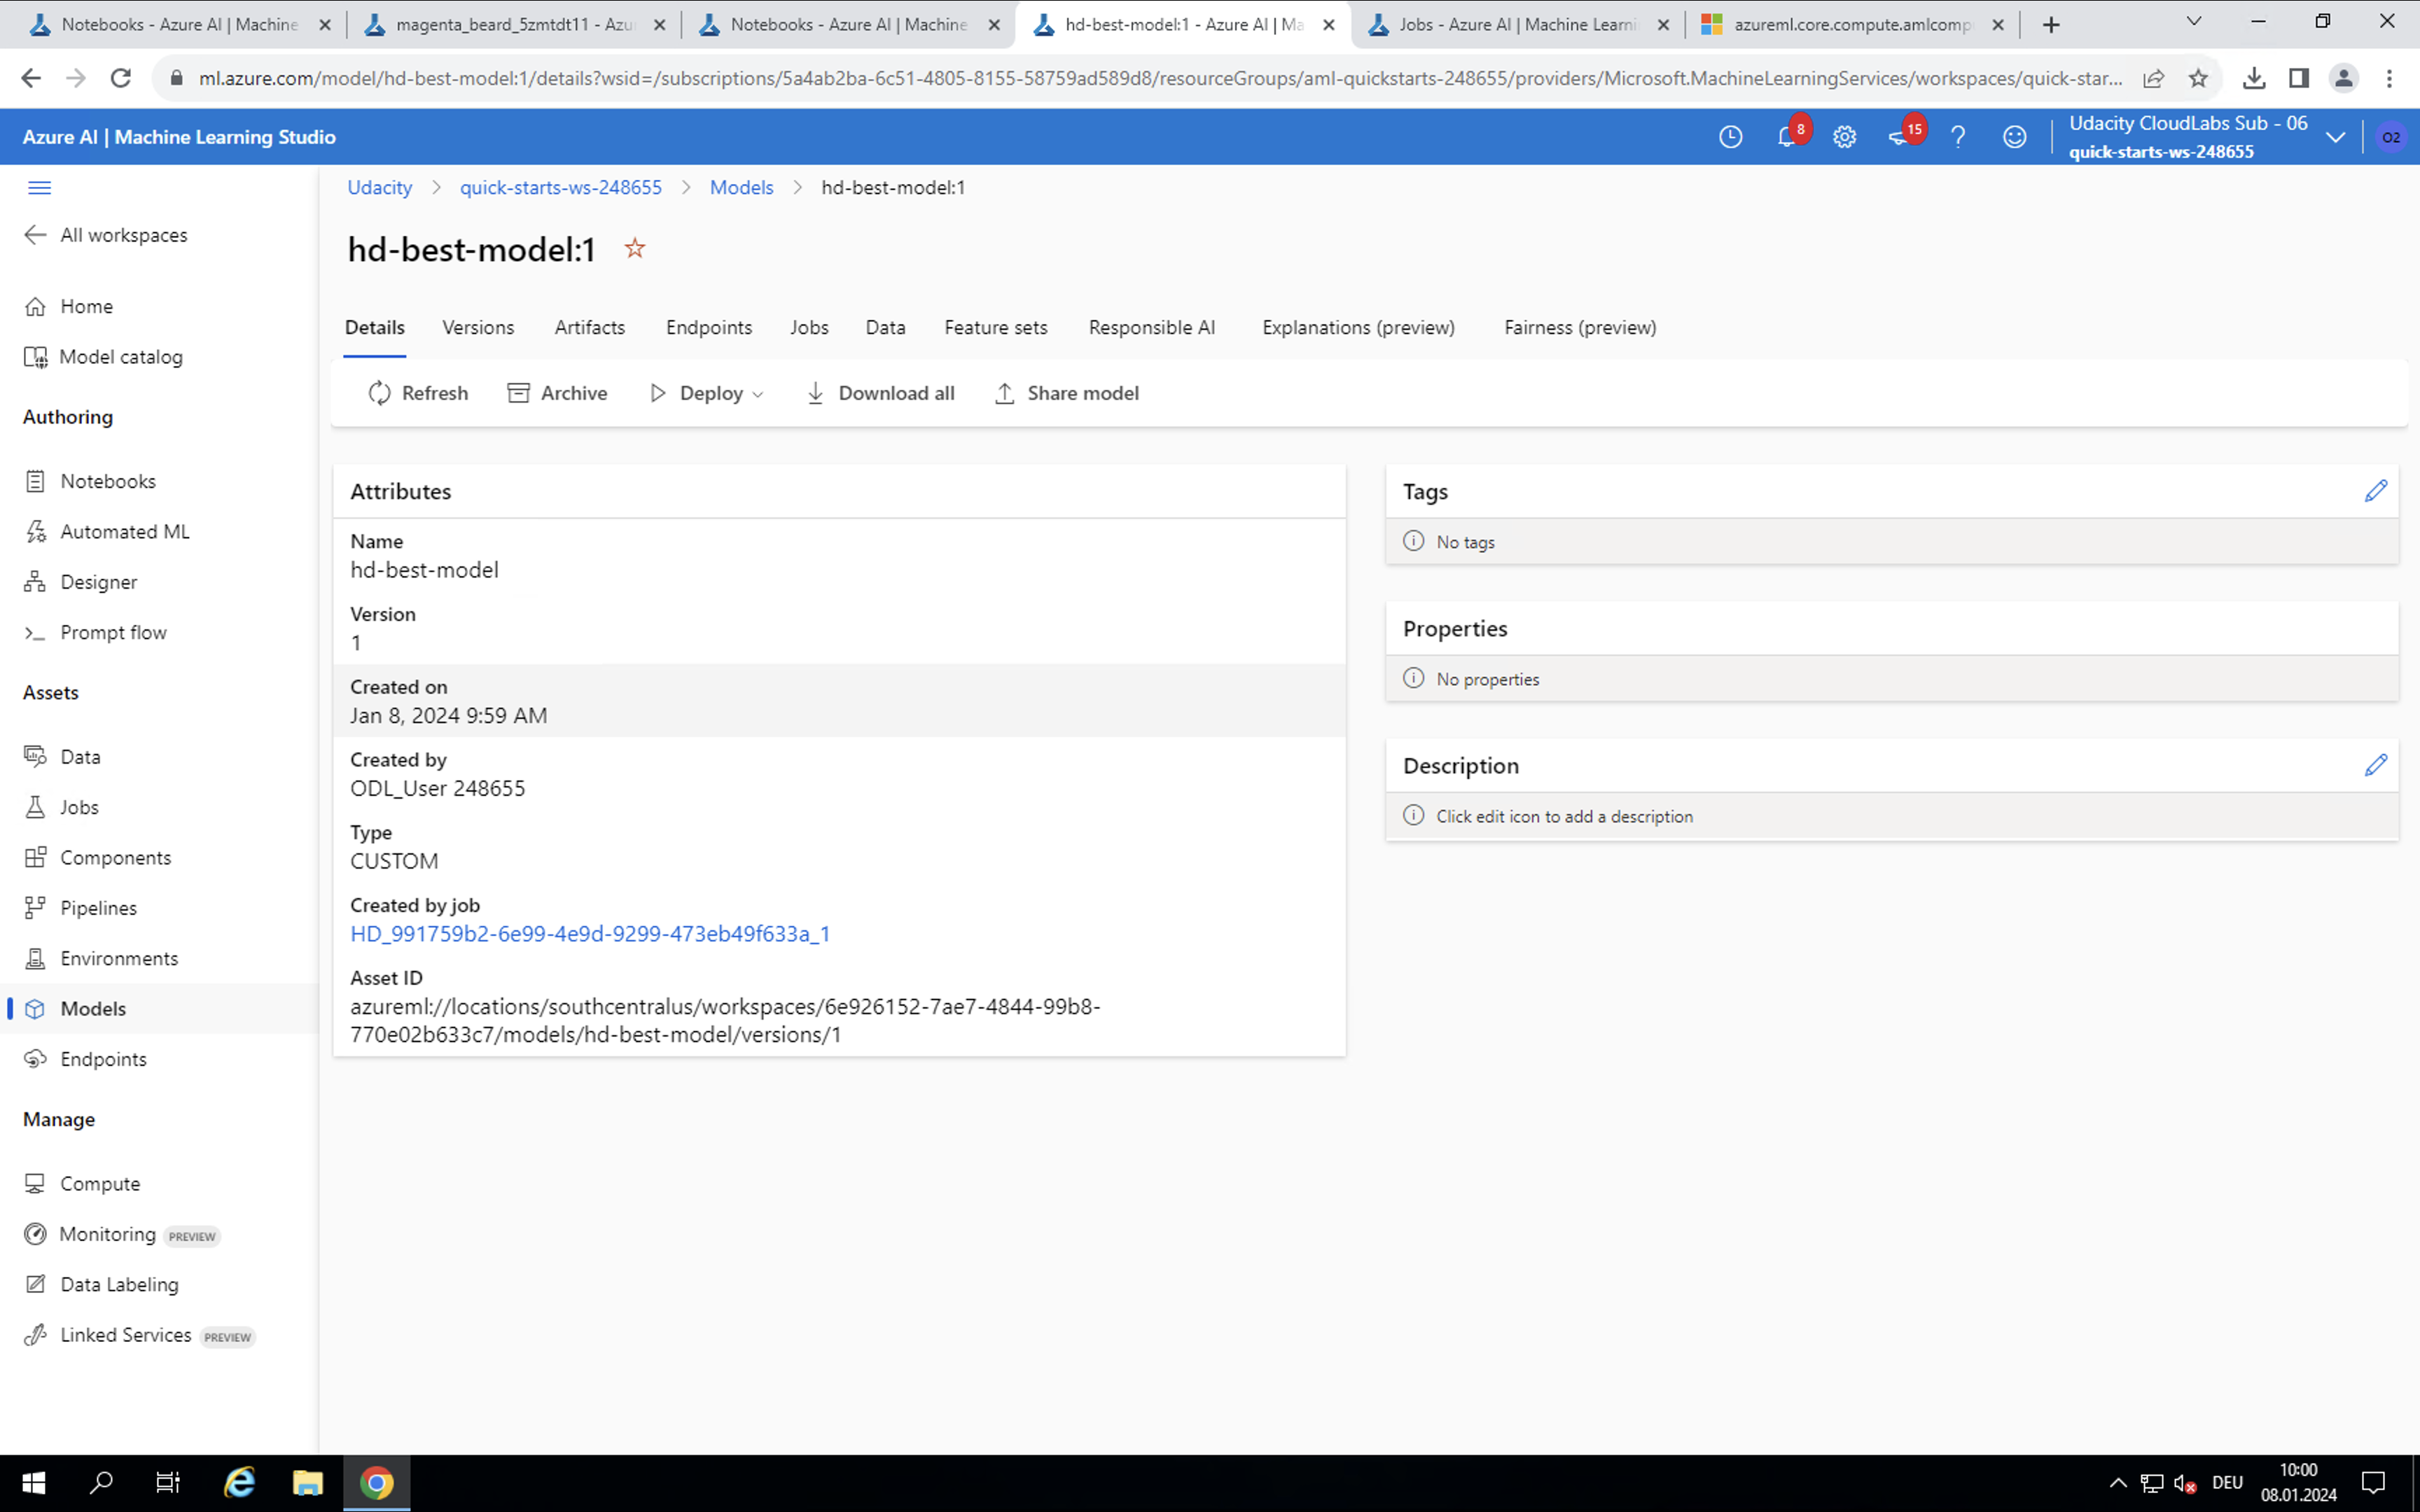 Notebooks - Azure AI | Machine
magenta_beard_5zmtdt11 - Azu
Notebooks - Azure AI | Machine
hd-best-model:1 - Azure AI | Ma
Jobs - Azure AI | Machine Learni
azureml.core.compute.amlcomp
ml.azure.com/model/hd-best-model:1/details?wsid=/subscriptions/5a4ab2ba-6c51-4805-8155-58759ad589d8/resourceGroups/aml-quickstarts-248655/providers/Microsoft.MachineLearningServices/workspaces/quick-star...
Azure AI | Machine Learning Studio
8
15
Udacity CloudLabs Sub - 06
quick-starts-ws-248655
O2
Udacity > quick-starts-ws-248655 > Models > hd-best-model:1
All workspaces
Home
Model catalog
Authoring
Notebooks
Automated ML
Designer
Prompt flow
Assets
Data
Jobs
Components
Pipelines
Environments
Models
Endpoints
Manage
Compute
Monitoring PREVIEW
Data Labeling
Linked Services PREVIEW
hd-best-model:1
Details Versions Artifacts Endpoints Jobs Data Feature sets Responsible AI Explanations (preview) Fairness (preview)
Refresh Archive Deploy Download all Share model
Attributes
Name
hd-best-model
Version
1
Created on
Jan 8, 2024 9:59 AM
Created by
ODL_User 248655
Type
CUSTOM
Created by job
HD_991759b2-6e99-4e9d-9299-473eb49f633a_1
Asset ID
azureml://locations/southcentralus/workspaces/6e926152-7ae7-4844-99b8-
770e02b633c7/models/hd-best-model/versions/1
Tags
No tags
Properties
No properties
Description
Click edit icon to add a description
DEU
10:00
08.01.2024